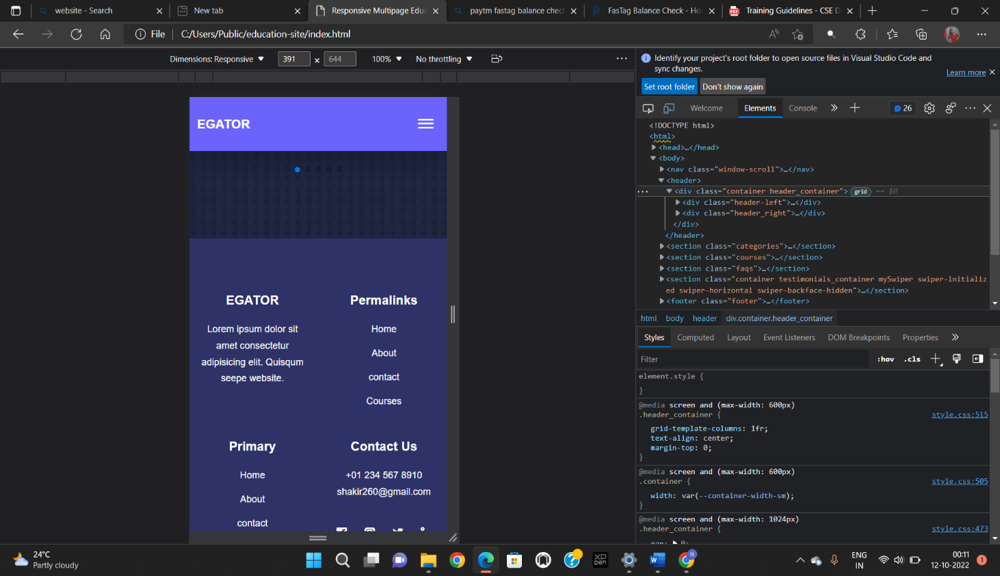 website - Search
New tab
Responsive Multipage Edu
paytm fastag balance chec
FasTag Balance Check - Ho
Training Guidelines - CSE D
File
C:/Users/Public/education-site/index.html
Dimensions: Responsive
391
×
644
100%
No throttling
Identify your project's root folder to open source files in Visual Studio Code and
sync changes.
Learn more
Set root folder
Don't show again
Welcome
Elements
Console
26
<!DOCTYPE html>
<html>
<head>…</head>
<body>
<nav class="window-scroll">…</nav>
<header>
<div class="container header_container"> grid == $0
<div class="header-left">…</div>
<div class="header_right">…</div>
</div>
</header>
<section class="categories">…</section>
<section class="courses">…</section>
<section class="faqs">…</section>
<section class="container testimonials_container mySwiper swiper-initializ
ed swiper-horizontal swiper-backface-hidden">…</section>
<footer class="footer">…</footer>
html body header div.container.header_container
Styles
Computed
Layout
Event Listeners
DOM Breakpoints
Properties
Filter
:hov
.cls
element.style {
}
@media screen and (max-width: 600px)
.header_container {
style.css:515
grid-template-columns: 1fr;
text-align: center;
margin-top: 0;
}
@media screen and (max-width: 600px)
.container {
style.css:505
width: var(--container-width-sm);
}
@media screen and (max-width: 1024px)
.header_container {
style.css:473
gap: 0;
EGATOR
EGATOR
Lorem ipsum dolor sit
amet consectetur
adipisicing elit. Quisqum
seepe website.
Permalinks
Home
About
contact
Courses
Primary
Home
About
contact
Contact Us
+01 234 567 8910
shakir260@gmail.com
24°C
Partly cloudy
XP
pen
W
N
ENG
IN
00:11
12-10-2022
1